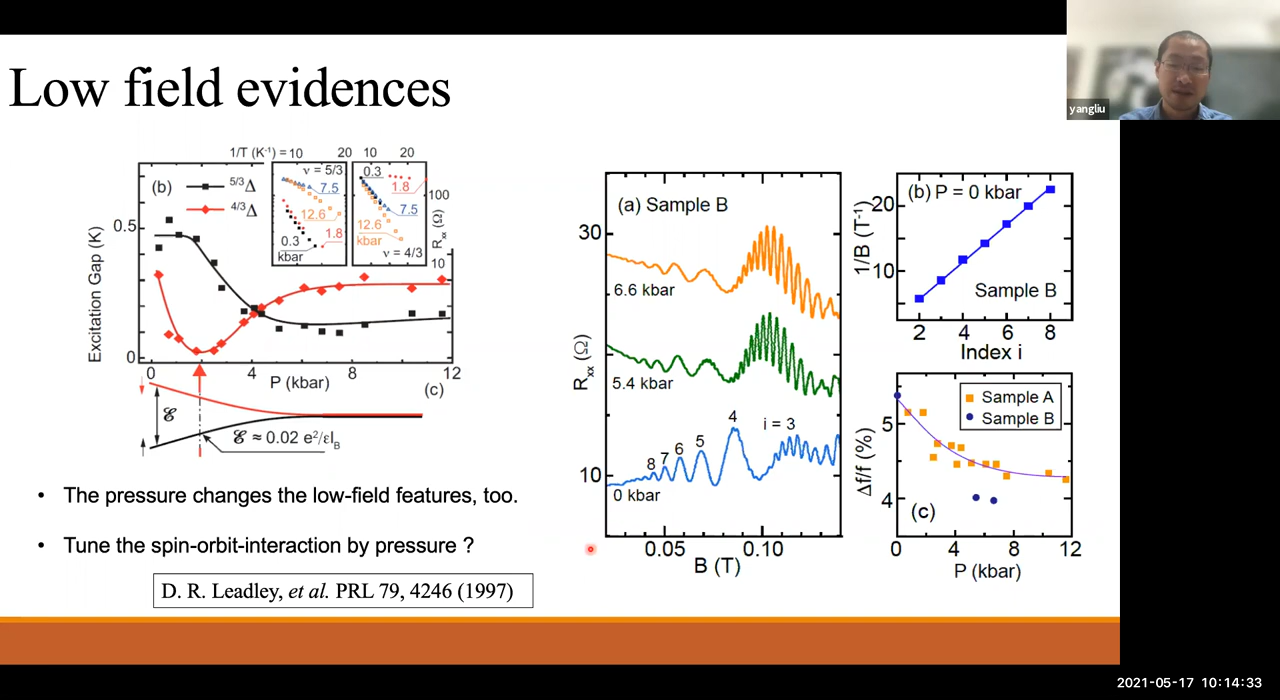 yangliu
Low field evidences
1/T (K⁻¹) = 10 20 10 20
(b) 5/3Δ
4/3Δ
ν = 5/3
7.5
12.6
0.3
1.8
kbar
0.3
1.8
7.5
12.6
kbar
ν = 4/3
100
10
Rxx (Ω)
0.5
0
Excitation Gap (K)
0 4 8 12
P (kbar)
(c)
ℰ
ℰ ≈ 0.02 e²/εlB
• The pressure changes the low-field features, too.
• Tune the spin-orbit-interaction by pressure ?
D. R. Leadley, et al. PRL 79, 4246 (1997)
(a) Sample B
30
10
Rxx (Ω)
6.6 kbar
5.4 kbar
8 7 6 5 4 i = 3
0 kbar
0.05 0.10
B (T)
(b) P = 0 kbar
20
10
1/B (T⁻¹)
Sample B
2 4 6 8
Index i
Sample A
Sample B
5
4
Δf/f (%)
(c)
0 4 8 12
P (kbar)
2021-05-17 10:14:33